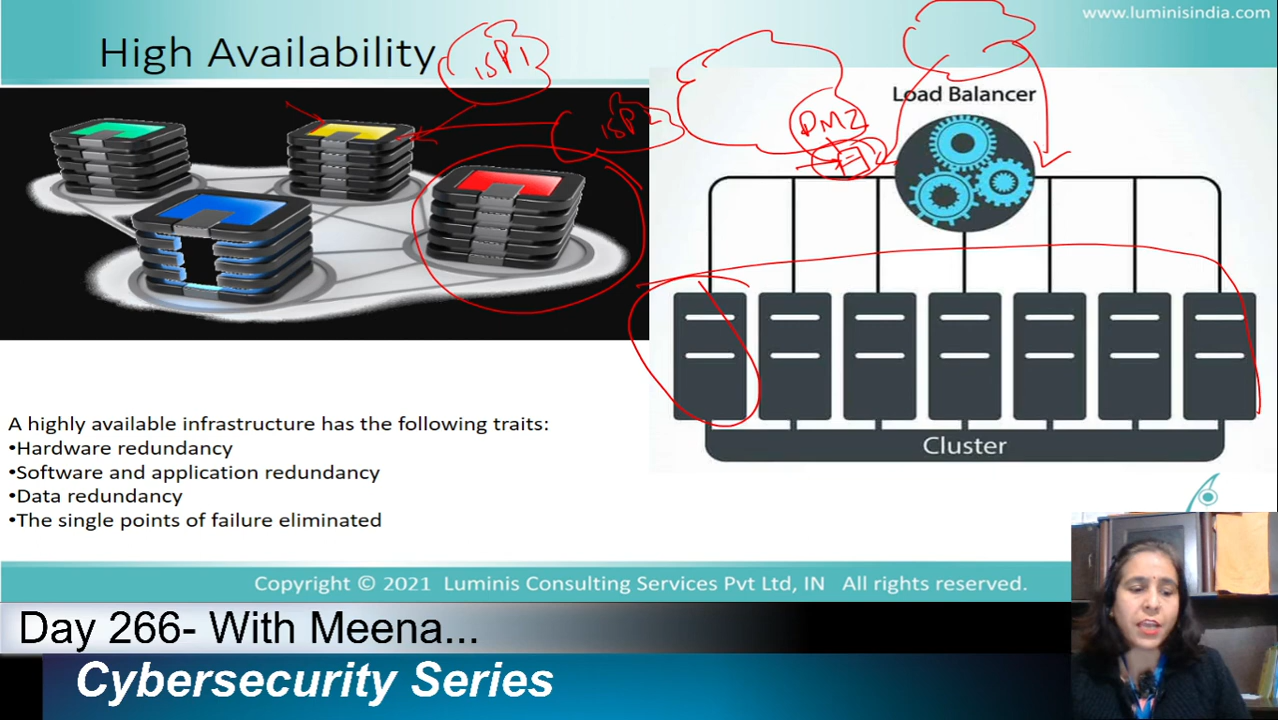 www.luminisindia.com
High Availability
ISP1
ISP2
DMZ
Load Balancer
Cluster
A highly available infrastructure has the following traits:
•Hardware redundancy
•Software and application redundancy
•Data redundancy
•The single points of failure eliminated
Copyright © 2021 Luminis Consulting Services Pvt Ltd, IN All rights reserved.
Day 266- With Meena...
Cybersecurity Series